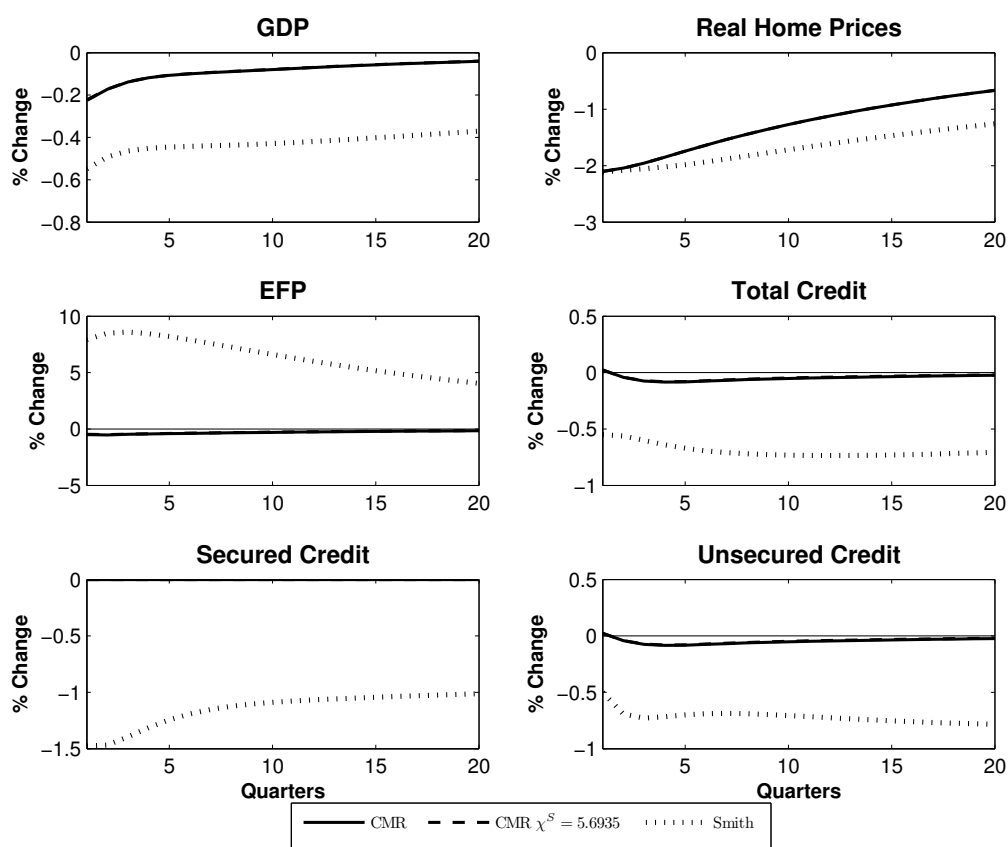 GDP
0
−0.2
−0.4
−0.6
−0.8
% Change
5
10
15
20
Real Home Prices
0
−1
−2
−3
% Change
5
10
15
20
EFP
10
5
0
−5
% Change
5
10
15
20
Total Credit
0.5
0
−0.5
−1
% Change
5
10
15
20
Secured Credit
0
−0.5
−1
−1.5
% Change
5
10
15
20
Quarters
Unsecured Credit
0.5
0
−0.5
−1
% Change
5
10
15
20
Quarters
CMR
CMR χ^S = 5.6935
Smith